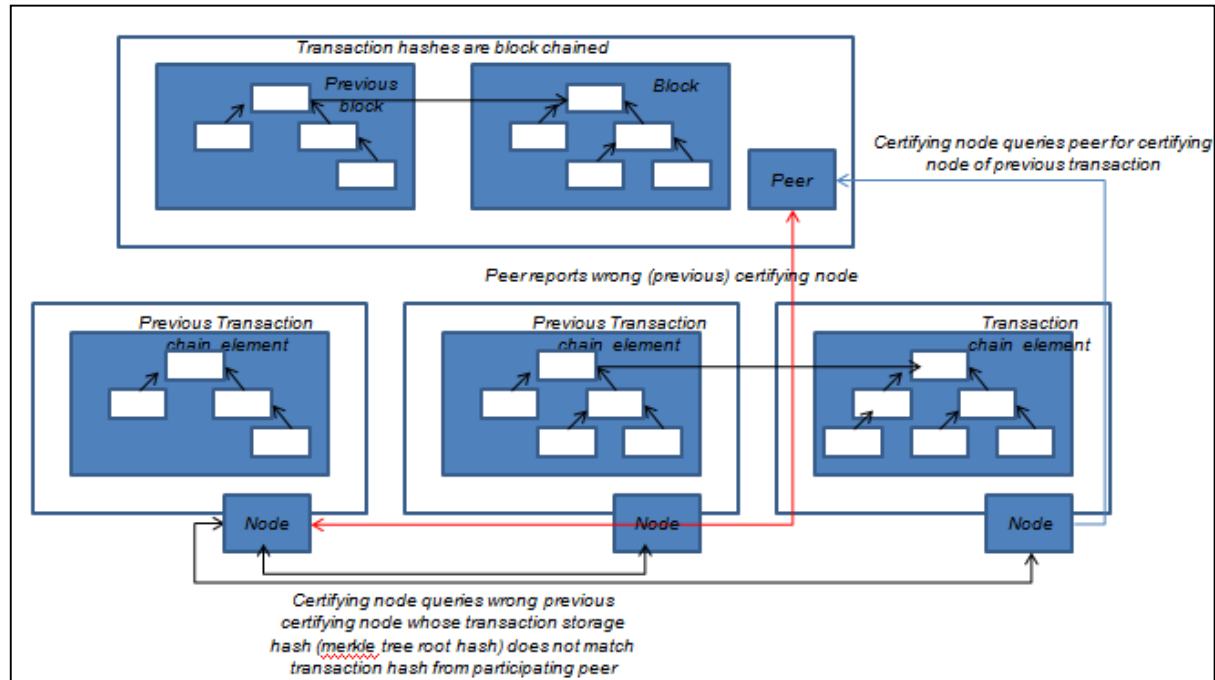 Transaction hashes are block chained
Previous
block
Block
Peer
Certifying node queries peer for certifying
node of previous transaction
Peer reports wrong (previous) certifying node
Previous Transaction
chain element
Previous Transaction
chain element
Transaction
chain element
Node
Node
Node
Certifying node queries wrong previous
certifying node whose transaction storage
hash (merkle tree root hash) does not match
transaction hash from participating peer